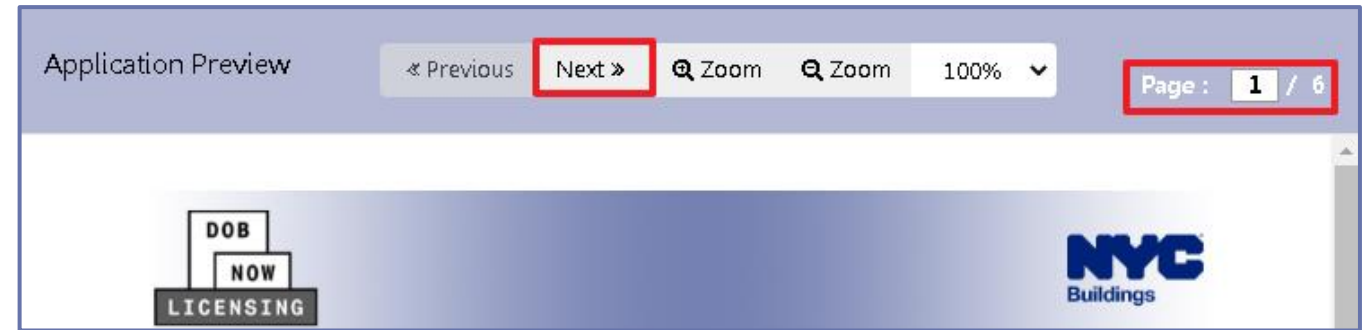 Application Preview
« Previous Next » Zoom Zoom 100%
Page : 1 / 6
DOB
NOW
LICENSING
NYC
Buildings